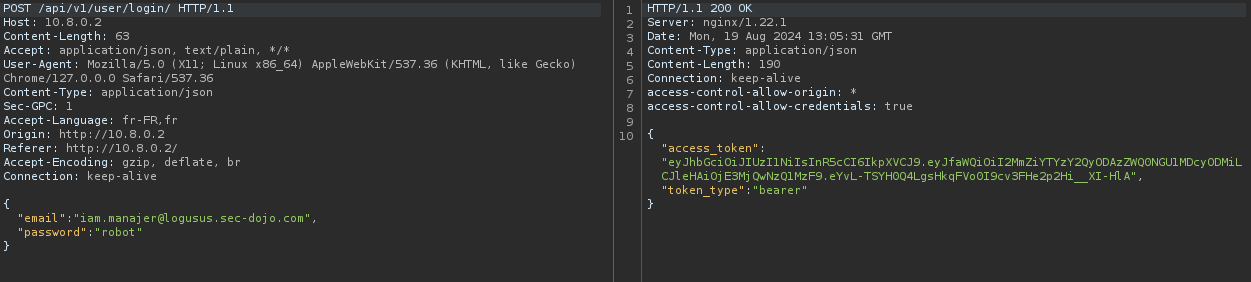 POST /api/v1/user/login/ HTTP/1.1
Host: 10.8.0.2
Content-Length: 63
Accept: application/json, text/plain, */*
User-Agent: Mozilla/5.0 (X11; Linux x86_64) AppleWebKit/537.36 (KHTML, like Gecko)
Chrome/127.0.0.0 Safari/537.36
Content-Type: application/json
Sec-GPC: 1
Accept-Language: fr-FR,fr
Origin: http://10.8.0.2
Referer: http://10.8.0.2/
Accept-Encoding: gzip, deflate, br
Connection: keep-alive
{
"email":"iam.manajer@logusus.sec-dojo.com",
"password":"robot"
}
1 HTTP/1.1 200 OK
2 Server: nginx/1.22.1
3 Date: Mon, 19 Aug 2024 13:05:31 GMT
4 Content-Type: application/json
5 Content-Length: 190
6 Connection: keep-alive
7 access-control-allow-origin: *
8 access-control-allow-credentials: true
9
10 {
"access_token":
"eyJhbGciOiJIUzI1NiIsInR5cCI6IkpXVCJ9.eyJfaWQiOiI2MmZiYTYzY2QyODAzZWQ0NGU1MDcyODMiL
CJleHAiOjE3MjQwNzQ1MzF9.eYvL-TSYH0Q4LgsHkqFVo0I9cv3FHe2p2Hi__XI-HlA",
"token_type":"bearer"
}